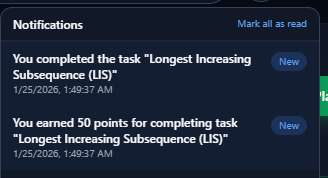 Notifications
Mark all as read
You completed the task "Longest Increasing
Subsequence (LIS)"
New
1/25/2026, 1:49:37 AM
You earned 50 points for completing task
"Longest Increasing Subsequence (LIS)"
New
1/25/2026, 1:49:37 AM